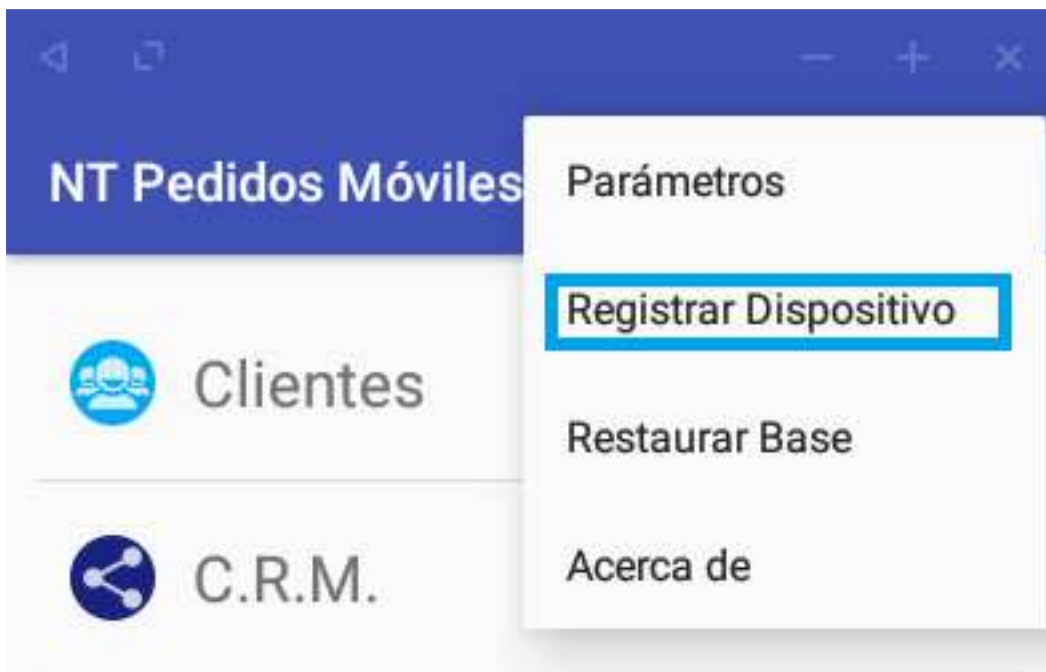 NT Pedidos Móviles
Parámetros
Registrar Dispositivo
Clientes
Restaurar Base
C.R.M.
Acerca de